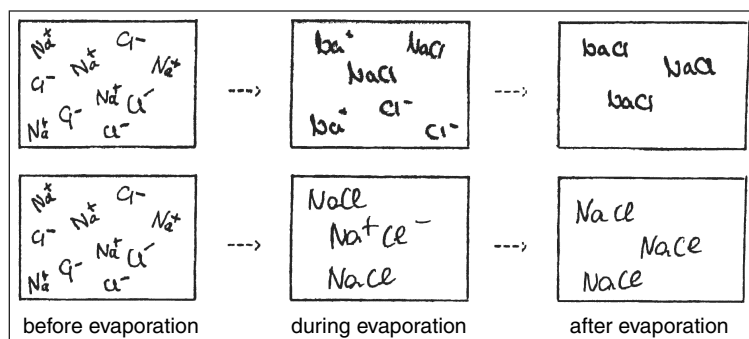 Na⁺ Cl⁻
Na⁺ Na⁺
Cl⁻
Na⁺ Cl⁻
Cl⁻
Na⁺ Cl⁻
Na⁺ NaCl
NaCl
Cl⁻
Na⁺ Cl⁻
NaCl
NaCl
NaCl
Na⁺ Cl⁻
Na⁺ Na⁺
Cl⁻
Na⁺ Cl⁻
Cl⁻
Na⁺ Cl⁻
NaCl
Na⁺ Cl⁻
NaCl
NaCl
NaCl
NaCl
before evaporation during evaporation after evaporation